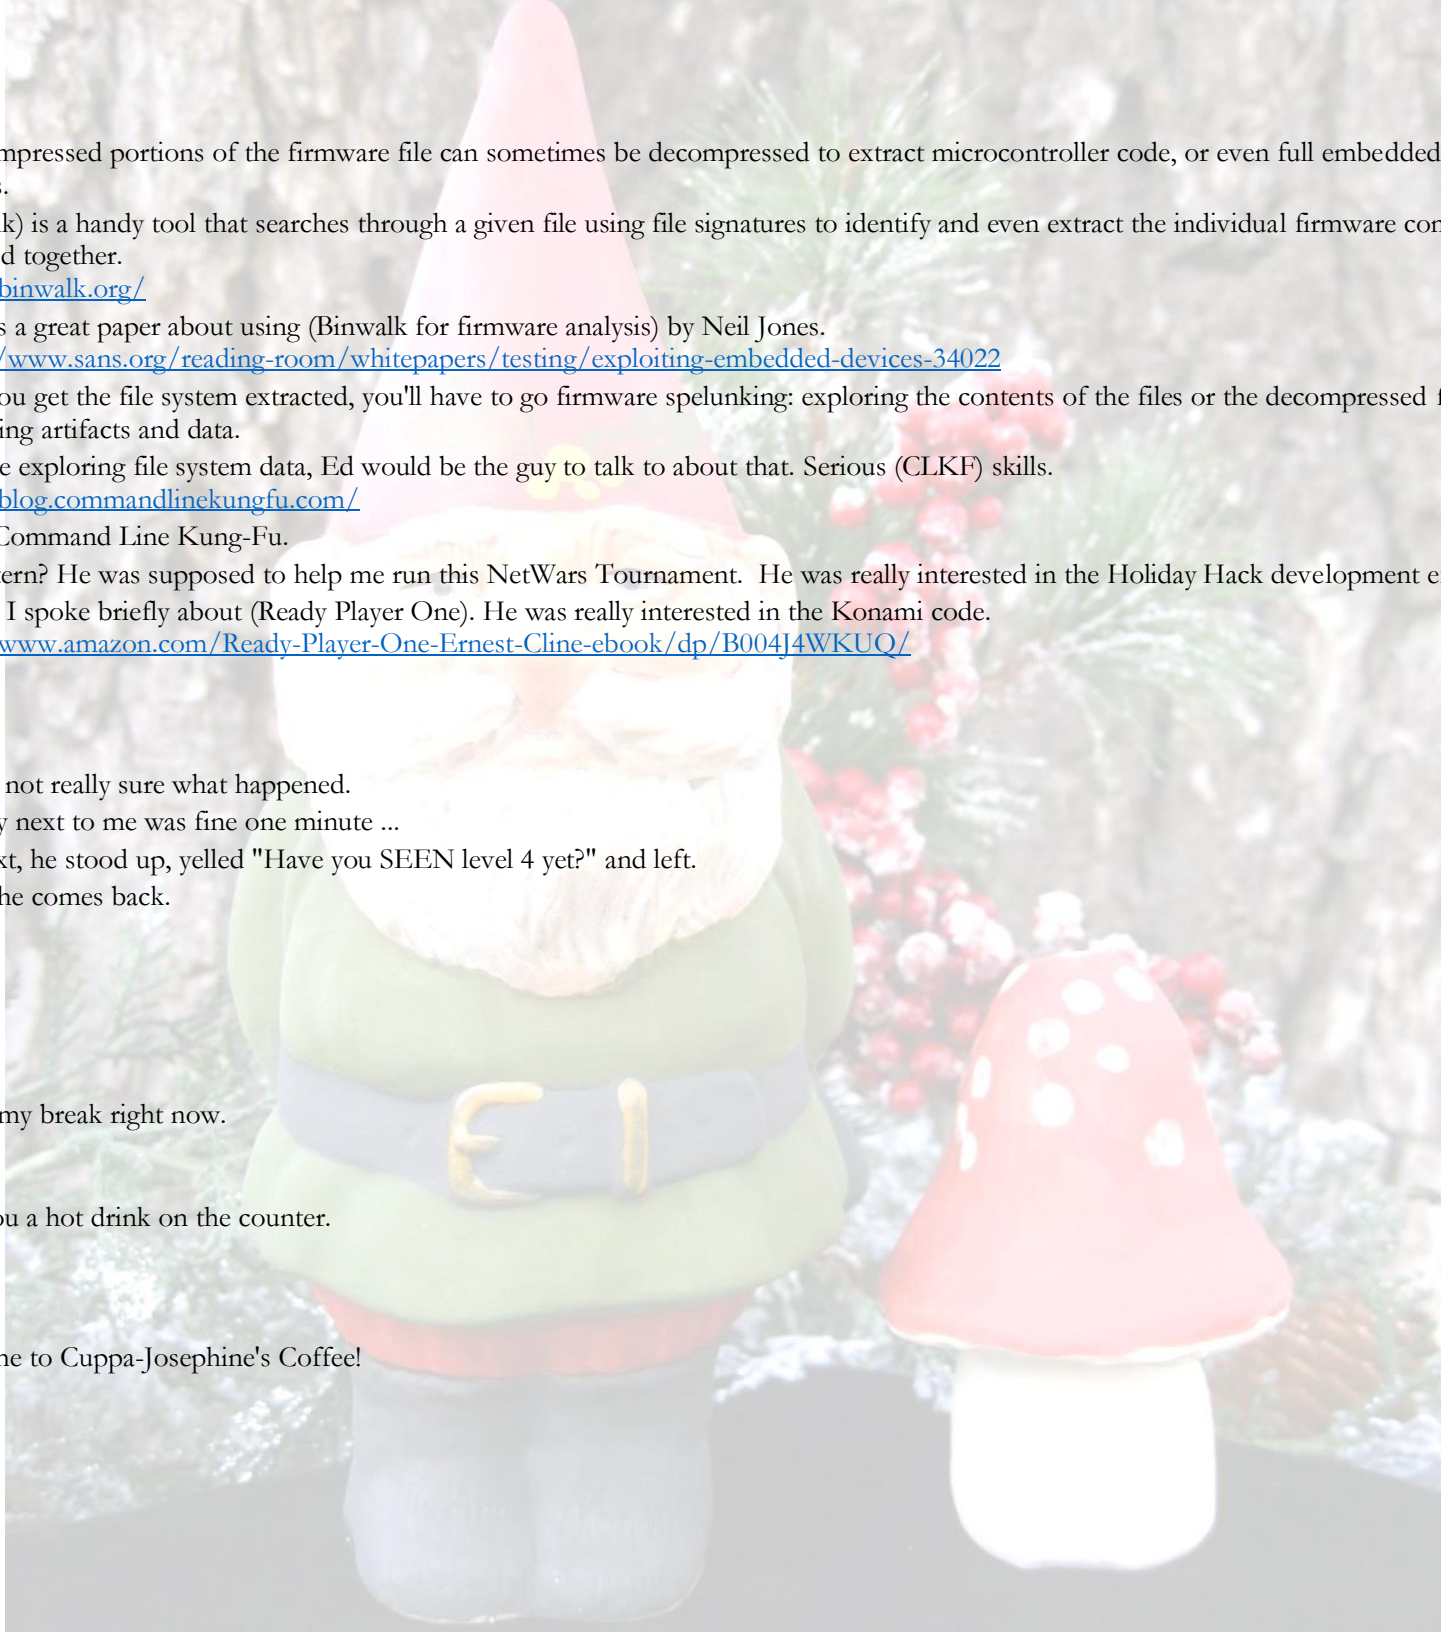 mpressed portions of the firmware file can sometimes be decompressed to extract microcontroller code, or even full embedded
s.
lk) is a handy tool that searches through a given file using file signatures to identify and even extract the individual firmware con
d together.
binwalk.org/
s a great paper about using (Binwalk for firmware analysis) by Neil Jones.
/www.sans.org/reading-room/whitepapers/testing/exploiting-embedded-devices-34022
ou get the file system extracted, you'll have to go firmware spelunking: exploring the contents of the files or the decompressed f
ing artifacts and data.
e exploring file system data, Ed would be the guy to talk to about that. Serious (CLKF) skills.
blog.commandlinekungfu.com/
Command Line Kung-Fu.
tern? He was supposed to help me run this NetWars Tournament. He was really interested in the Holiday Hack development e
I spoke briefly about (Ready Player One). He was really interested in the Konami code.
www.amazon.com/Ready-Player-One-Ernest-Cline-ebook/dp/B004J4WKUQ/
not really sure what happened.
y next to me was fine one minute ...
xt, he stood up, yelled "Have you SEEN level 4 yet?" and left.
he comes back.
my break right now.
ou a hot drink on the counter.
me to Cuppa-Josephine's Coffee!